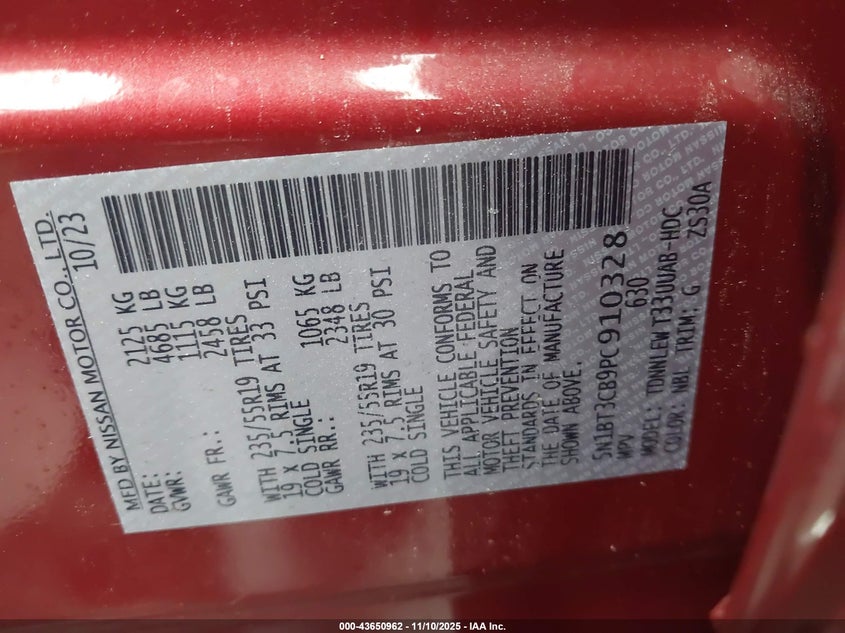 MFD BY NISSAN MOTOR CO., LTD.
DATE: 10/23
GVWR: 2125 KG
4685 LB
GAWR FR.: 1115 KG
2458 LB
WITH 235/55R19 TIRES
19 X 7.5 RIMS AT 33 PSI
COLD SINGLE
GAWR RR.: 1065 KG
2348 LB
WITH 235/55R19 TIRES
19 X 7.5 RIMS AT 30 PSI
COLD SINGLE
THIS VEHICLE CONFORMS TO
ALL APPLICABLE FEDERAL
MOTOR VEHICLE SAFETY AND
THEFT PREVENTION
STANDARDS IN EFFECT ON
THE DATE OF MANUFACTURE
SHOWN ABOVE.
5N1BT3CB9PC910328
MPV 630
MODEL: TDNNLEW T33UUAB-HDC
COLOR: NBL TRIM: G ZS30A
000-43650962 - 11/10/2025 - IAA Inc.